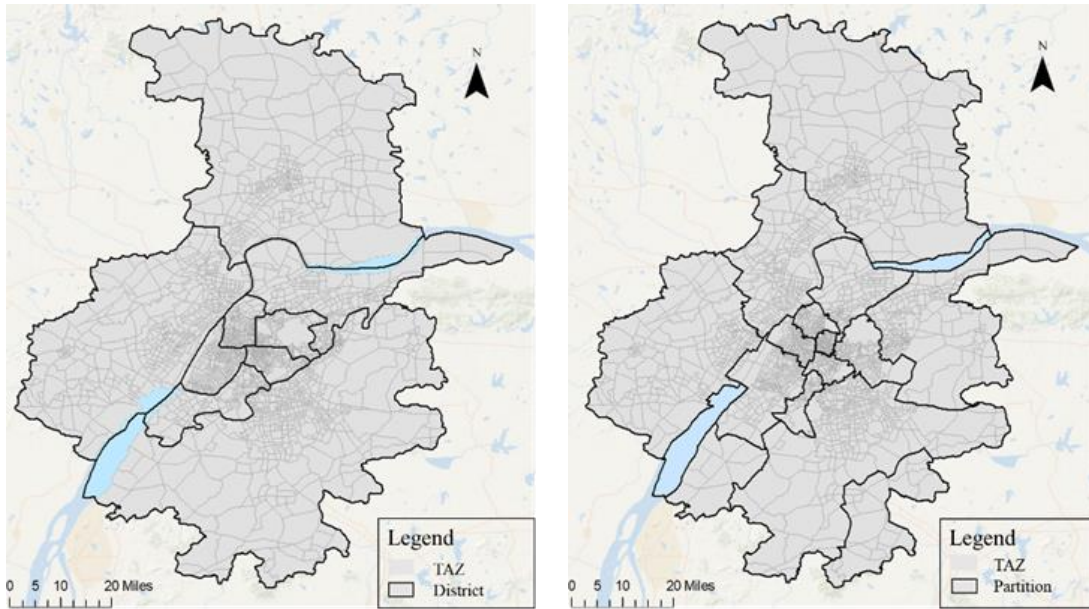 N
Legend
TAZ
District
0 5 10 20 Miles
N
Legend
TAZ
Partition
0 5 10 20 Miles